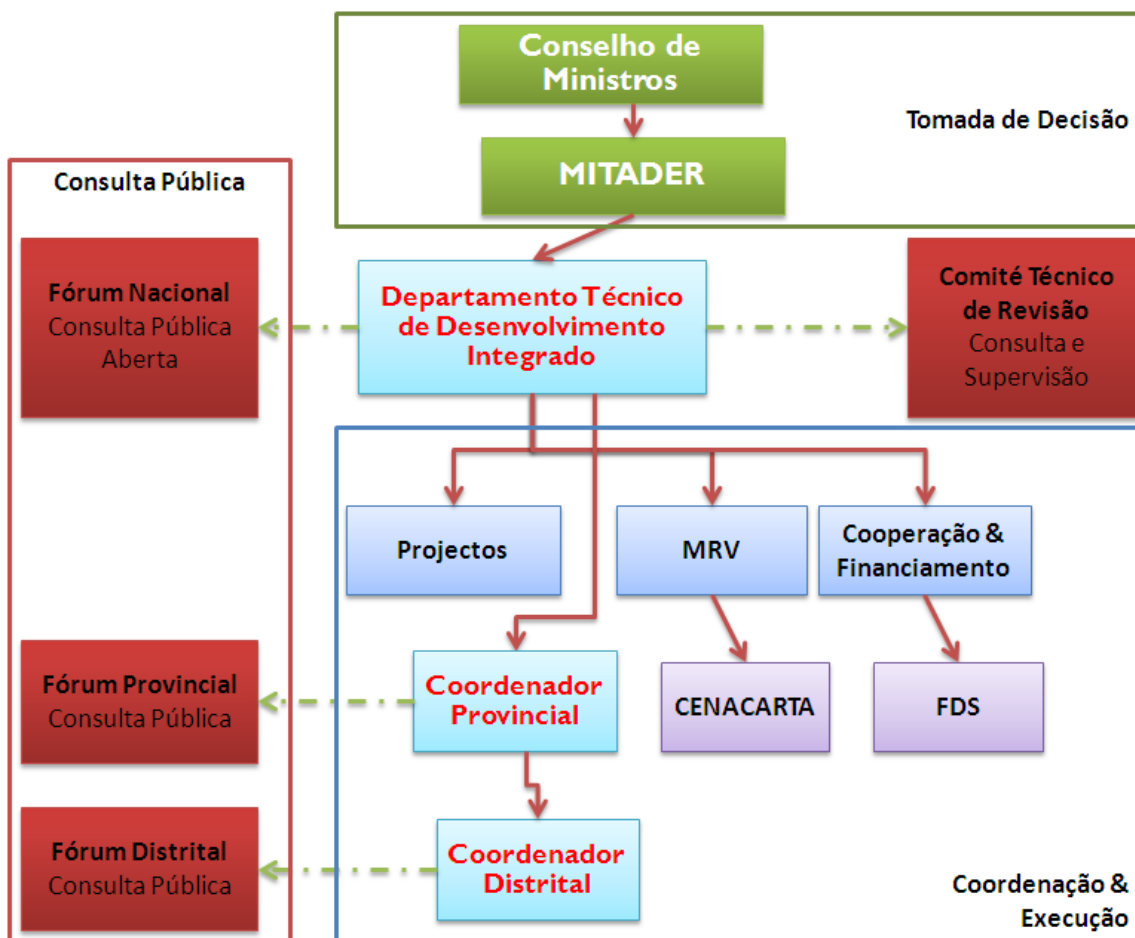 Conselho de
Ministros
Tomada de Decisão
MITADER
Consulta Pública
Fórum Nacional
Consulta Pública
Aberta
Departamento Técnico
de Desenvolvimento
Integrado
Comité Técnico
de Revisão
Consulta e
Supervisão
Projectos
MRV
Cooperação &
Financiamento
Fórum Provincial
Consulta Pública
Coordenador
Provincial
CENACARTA
FDS
Fórum Distrital
Consulta Pública
Coordenador
Distrital
Coordenação &
Execução